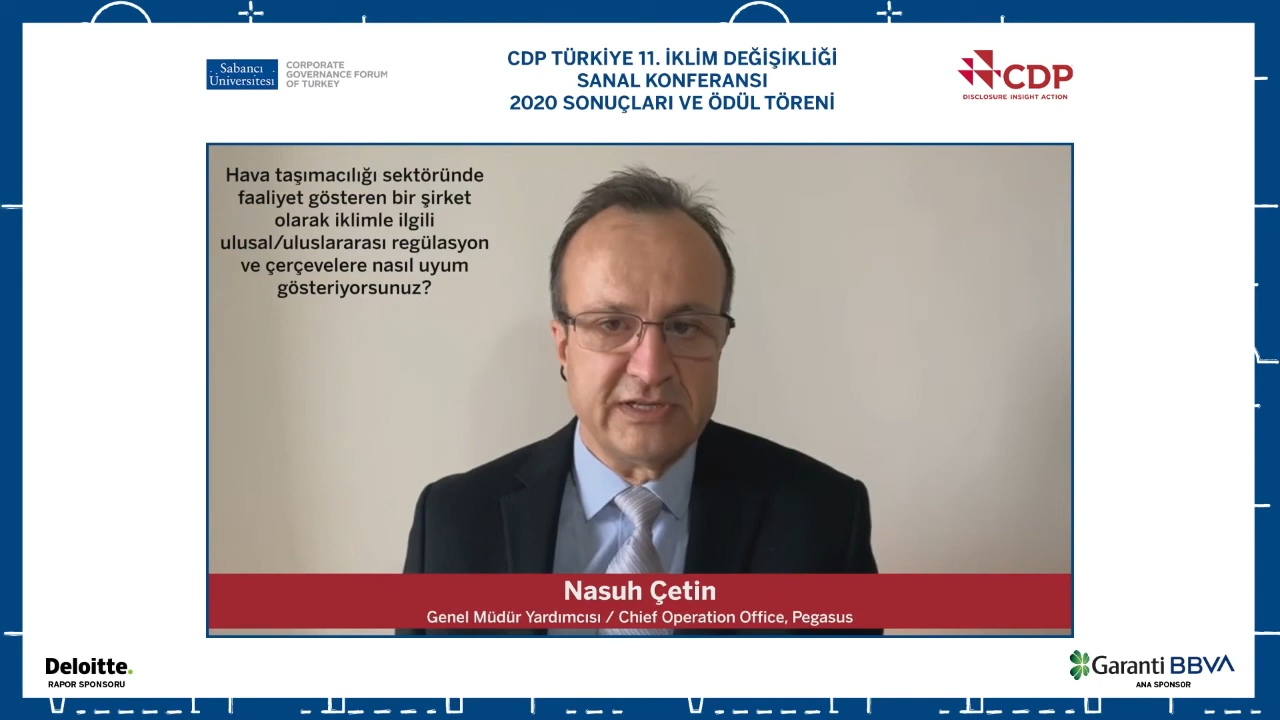 Sabancı
Üniversitesi
CORPORATE
GOVERNANCE FORUM
OF TURKEY
CDP TÜRKİYE 11. İKLİM DEĞİŞİKLİĞİ
SANAL KONFERANSI
2020 SONUÇLARI VE ÖDÜL TÖRENİ
CDP
DISCLOSURE INSIGHT ACTION
Hava taşımacılığı sektöründe
faaliyet gösteren bir şirket
olarak iklimle ilgili
ulusal/uluslararası regülasyon
ve çerçevelere nasıl uyum
gösteriyorsunuz?
Nasuh Çetin
Genel Müdür Yardımcısı / Chief Operation Office, Pegasus
Deloitte.
RAPOR SPONSORU
Garanti BBVA
ANA SPONSOR